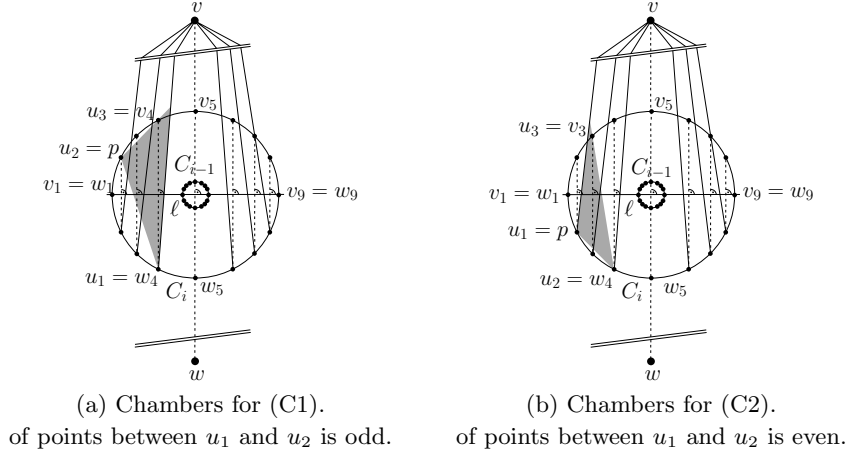 v
v
u₃ = v₄
v₅
u₂ = p
C_{i−1}
v₁ = w₁
ℓ
v₉ = w₉
u₁ = w₄
C_i
w₅
w
v₅
u₃ = v₃
C_{i−1}
v₁ = w₁
ℓ
v₉ = w₉
u₁ = p
u₂ = w₄
C_i
w₅
w
(a) Chambers for (C1).
of points between u₁ and u₂ is odd.
(b) Chambers for (C2).
of points between u₁ and u₂ is even.